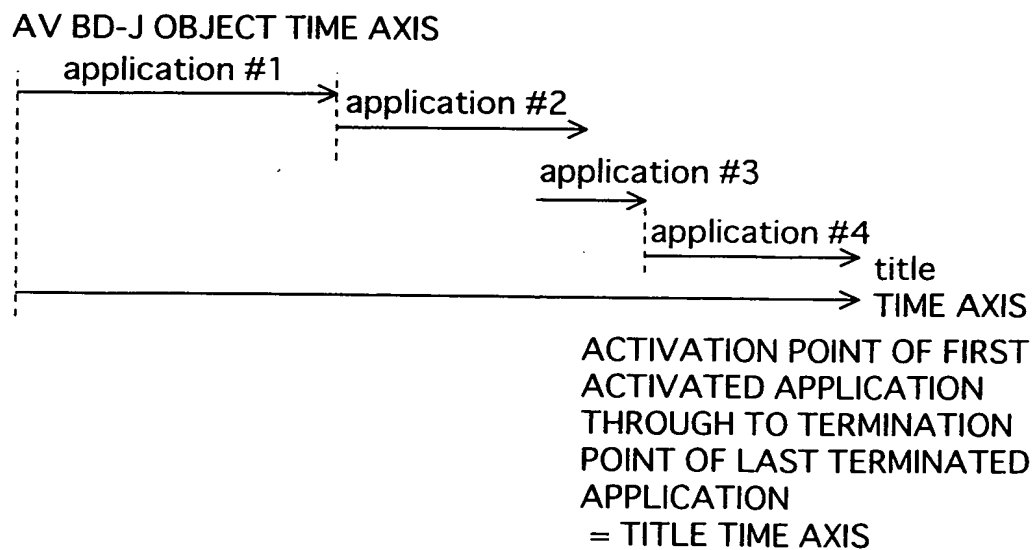 AV BD-J OBJECT TIME AXIS
application #1
application #2
application #3
application #4
title
TIME AXIS
ACTIVATION POINT OF FIRST
ACTIVATED APPLICATION
THROUGH TO TERMINATION
POINT OF LAST TERMINATED
APPLICATION
= TITLE TIME AXIS